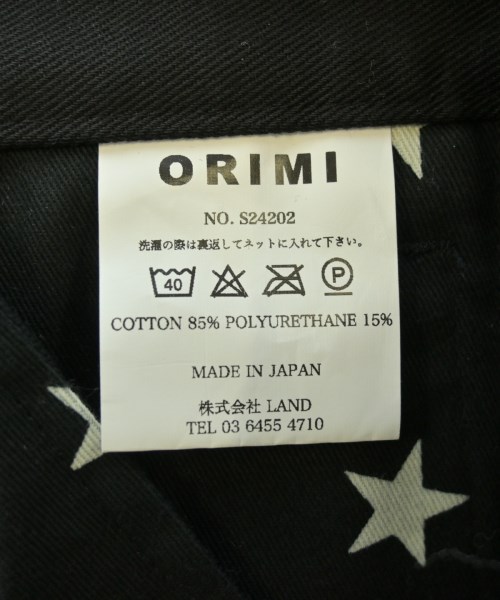 ORIMI
NO. S24202
洗濯の際は裏返してネットに入れて下さい。
40 P
COTTON 85% POLYURETHANE 15%
MADE IN JAPAN
株式会社 LAND
TEL 03 6455 4710